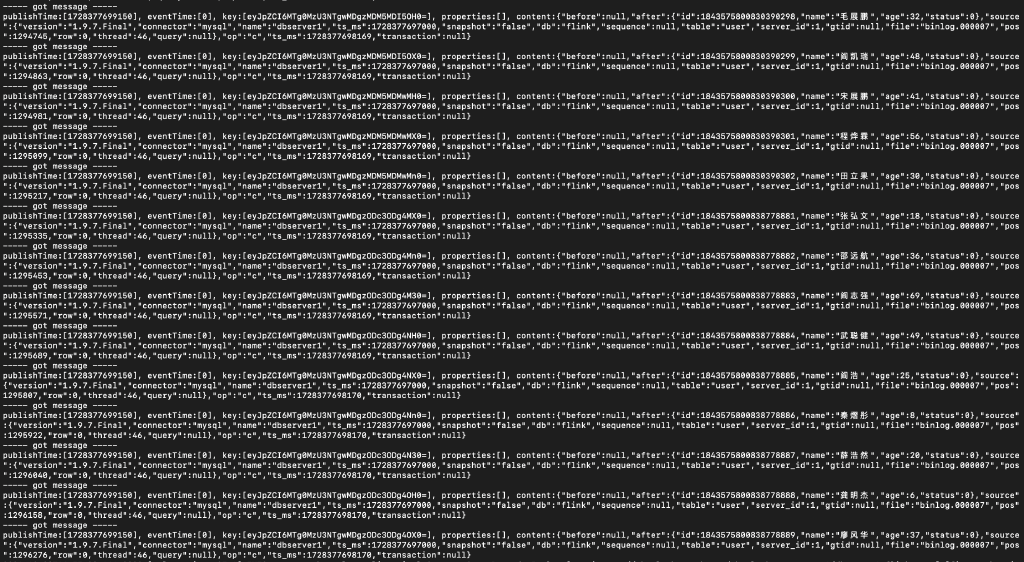 ----- got message -----
publishTime:[1728377699150], eventTime:[0], key:[eyJpZCI6MTg0MzU3NTgwMDgzMDM5MDI5OH0=], properties:[], content:{"before":null,"after":{"id":1843575800830390298,"name":"毛展鹏","age":32,"status":0},"source
":{"version":"1.9.7.Final","connector":"mysql","name":"dbserver1","ts_ms":1728377697000,"snapshot":"false","db":"flink","sequence":null,"table":"user","server_id":1,"gtid":null,"file":"binlog.000007","pos
":1294745,"row":0,"thread":46,"query":null},"op":"c","ts_ms":1728377698169,"transaction":null}
----- got message -----
publishTime:[1728377699150], eventTime:[0], key:[eyJpZCI6MTg0MzU3NTgwMDgzMDM5MDI5OX0=], properties:[], content:{"before":null,"after":{"id":1843575800830390299,"name":"阎凯瑞","age":48,"status":0},"source
":{"version":"1.9.7.Final","connector":"mysql","name":"dbserver1","ts_ms":1728377697000,"snapshot":"false","db":"flink","sequence":null,"table":"user","server_id":1,"gtid":null,"file":"binlog.000007","pos
":1294863,"row":0,"thread":46,"query":null},"op":"c","ts_ms":1728377698169,"transaction":null}
----- got message -----
publishTime:[1728377699150], eventTime:[0], key:[eyJpZCI6MTg0MzU3NTgwMDgzMDM5MDMwMH0=], properties:[], content:{"before":null,"after":{"id":1843575800830390300,"name":"宋展鹏","age":41,"status":0},"source
":{"version":"1.9.7.Final","connector":"mysql","name":"dbserver1","ts_ms":1728377697000,"snapshot":"false","db":"flink","sequence":null,"table":"user","server_id":1,"gtid":null,"file":"binlog.000007","pos
":1294981,"row":0,"thread":46,"query":null},"op":"c","ts_ms":1728377698169,"transaction":null}
----- got message -----
publishTime:[1728377699150], eventTime:[0], key:[eyJpZCI6MTg0MzU3NTgwMDgzMDM5MDMwMX0=], properties:[], content:{"before":null,"after":{"id":1843575800830390301,"name":"程烨霖","age":56,"status":0},"source
":{"version":"1.9.7.Final","connector":"mysql","name":"dbserver1","ts_ms":1728377697000,"snapshot":"false","db":"flink","sequence":null,"table":"user","server_id":1,"gtid":null,"file":"binlog.000007","pos
":1295099,"row":0,"thread":46,"query":null},"op":"c","ts_ms":1728377698169,"transaction":null}
----- got message -----
publishTime:[1728377699150], eventTime:[0], key:[eyJpZCI6MTg0MzU3NTgwMDgzMDM5MDMwMn0=], properties:[], content:{"before":null,"after":{"id":1843575800830390302,"name":"田立果","age":30,"status":0},"source
":{"version":"1.9.7.Final","connector":"mysql","name":"dbserver1","ts_ms":1728377697000,"snapshot":"false","db":"flink","sequence":null,"table":"user","server_id":1,"gtid":null,"file":"binlog.000007","pos
":1295217,"row":0,"thread":46,"query":null},"op":"c","ts_ms":1728377698169,"transaction":null}
----- got message -----
publishTime:[1728377699150], eventTime:[0], key:[eyJpZCI6MTg0MzU3NTgwMDgzODc3ODg4MX0=], properties:[], content:{"before":null,"after":{"id":1843575800838778881,"name":"张弘文","age":18,"status":0},"source
":{"version":"1.9.7.Final","connector":"mysql","name":"dbserver1","ts_ms":1728377697000,"snapshot":"false","db":"flink","sequence":null,"table":"user","server_id":1,"gtid":null,"file":"binlog.000007","pos
":1295335,"row":0,"thread":46,"query":null},"op":"c","ts_ms":1728377698169,"transaction":null}
----- got message -----
publishTime:[1728377699150], eventTime:[0], key:[eyJpZCI6MTg0MzU3NTgwMDgzODc3ODg4Mn0=], properties:[], content:{"before":null,"after":{"id":1843575800838778882,"name":"邵远航","age":36,"status":0},"source
":{"version":"1.9.7.Final","connector":"mysql","name":"dbserver1","ts_ms":1728377697000,"snapshot":"false","db":"flink","sequence":null,"table":"user","server_id":1,"gtid":null,"file":"binlog.000007","pos
":1295453,"row":0,"thread":46,"query":null},"op":"c","ts_ms":1728377698169,"transaction":null}
----- got message -----
publishTime:[1728377699150], eventTime:[0], key:[eyJpZCI6MTg0MzU3NTgwMDgzODc3ODg4M30=], properties:[], content:{"before":null,"after":{"id":1843575800838778883,"name":"阎志强","age":69,"status":0},"source
":{"version":"1.9.7.Final","connector":"mysql","name":"dbserver1","ts_ms":1728377697000,"snapshot":"false","db":"flink","sequence":null,"table":"user","server_id":1,"gtid":null,"file":"binlog.000007","pos
":1295571,"row":0,"thread":46,"query":null},"op":"c","ts_ms":1728377698169,"transaction":null}
----- got message -----
publishTime:[1728377699150], eventTime:[0], key:[eyJpZCI6MTg0MzU3NTgwMDgzODc3ODg4NH0=], properties:[], content:{"before":null,"after":{"id":1843575800838778884,"name":"武聪健","age":49,"status":0},"source
":{"version":"1.9.7.Final","connector":"mysql","name":"dbserver1","ts_ms":1728377697000,"snapshot":"false","db":"flink","sequence":null,"table":"user","server_id":1,"gtid":null,"file":"binlog.000007","pos
":1295689,"row":0,"thread":46,"query":null},"op":"c","ts_ms":1728377698169,"transaction":null}
----- got message -----
publishTime:[1728377699150], eventTime:[0], key:[eyJpZCI6MTg0MzU3NTgwMDgzODc3ODg4NX0=], properties:[], content:{"before":null,"after":{"id":1843575800838778885,"name":"阎浩","age":25,"status":0},"source":
{"version":"1.9.7.Final","connector":"mysql","name":"dbserver1","ts_ms":1728377697000,"snapshot":"false","db":"flink","sequence":null,"table":"user","server_id":1,"gtid":null,"file":"binlog.000007","pos":
1295807,"row":0,"thread":46,"query":null},"op":"c","ts_ms":1728377698170,"transaction":null}
----- got message -----
publishTime:[1728377699150], eventTime:[0], key:[eyJpZCI6MTg0MzU3NTgwMDgzODc3ODg4Nn0=], properties:[], content:{"before":null,"after":{"id":1843575800838778886,"name":"秦熠彤","age":8,"status":0},"source"
:{"version":"1.9.7.Final","connector":"mysql","name":"dbserver1","ts_ms":1728377697000,"snapshot":"false","db":"flink","sequence":null,"table":"user","server_id":1,"gtid":null,"file":"binlog.000007","pos"
:1295922,"row":0,"thread":46,"query":null},"op":"c","ts_ms":1728377698170,"transaction":null}
----- got message -----
publishTime:[1728377699150], eventTime:[0], key:[eyJpZCI6MTg0MzU3NTgwMDgzODc3ODg4N30=], properties:[], content:{"before":null,"after":{"id":1843575800838778887,"name":"薛浩然","age":20,"status":0},"source
":{"version":"1.9.7.Final","connector":"mysql","name":"dbserver1","ts_ms":1728377697000,"snapshot":"false","db":"flink","sequence":null,"table":"user","server_id":1,"gtid":null,"file":"binlog.000007","pos
":1296040,"row":0,"thread":46,"query":null},"op":"c","ts_ms":1728377698170,"transaction":null}
----- got message -----
publishTime:[1728377699150], eventTime:[0], key:[eyJpZCI6MTg0MzU3NTgwMDgzODc3ODg4OH0=], properties:[], content:{"before":null,"after":{"id":1843575800838778888,"name":"龚明杰","age":6,"status":0},"source"
:{"version":"1.9.7.Final","connector":"mysql","name":"dbserver1","ts_ms":1728377697000,"snapshot":"false","db":"flink","sequence":null,"table":"user","server_id":1,"gtid":null,"file":"binlog.000007","pos"
:1296158,"row":0,"thread":46,"query":null},"op":"c","ts_ms":1728377698170,"transaction":null}
----- got message -----
publishTime:[1728377699150], eventTime:[0], key:[eyJpZCI6MTg0MzU3NTgwMDgzODc3ODg4OX0=], properties:[], content:{"before":null,"after":{"id":1843575800838778889,"name":"廖风华","age":37,"status":0},"source
":{"version":"1.9.7.Final","connector":"mysql","name":"dbserver1","ts_ms":1728377697000,"snapshot":"false","db":"flink","sequence":null,"table":"user","server_id":1,"gtid":null,"file":"binlog.000007","pos
":1296276,"row":0,"thread":46,"query":null},"op":"c","ts_ms":1728377698170,"transaction":null}